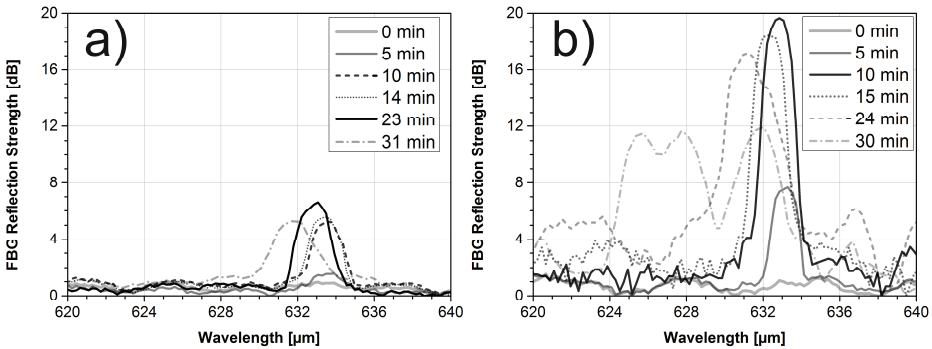 a)
FBG Reflection Strength [dB]
20
16
12
8
4
0
620 624 628 632 636 640
Wavelength [µm]
0 min
5 min
10 min
14 min
23 min
31 min
b)
FBG Reflection Strength [dB]
20
16
12
8
4
0
620 624 628 632 636 640
Wavelength [µm]
0 min
5 min
10 min
15 min
24 min
30 min